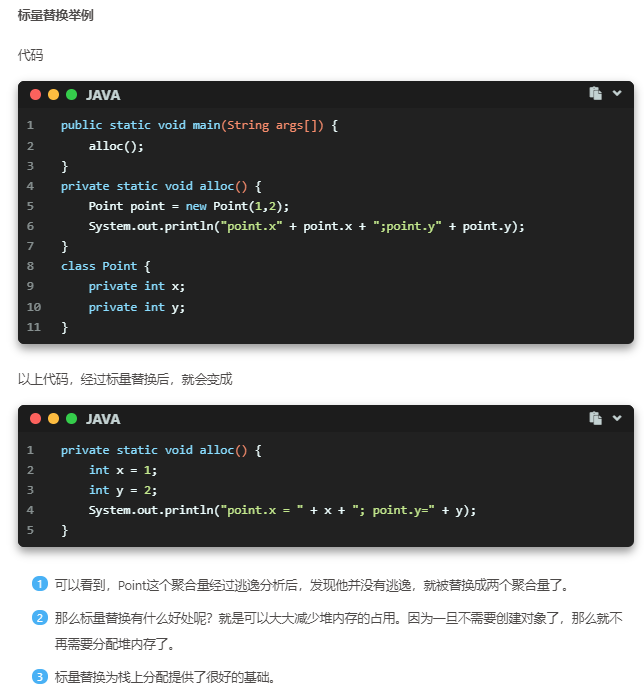 标量替换举例
代码
JAVA
1 public static void main(String args[]) {
2 alloc();
3 }
4 private static void alloc() {
5 Point point = new Point(1,2);
6 System.out.println("point.x" + point.x + ";point.y" + point.y);
7 }
8 class Point {
9 private int x;
10 private int y;
11 }
以上代码，经过标量替换后，就会变成
JAVA
1 private static void alloc() {
2 int x = 1;
3 int y = 2;
4 System.out.println("point.x = " + x + "; point.y=" + y);
5 }
1 可以看到，Point这个聚合量经过逃逸分析后，发现他并没有逃逸，就被替换成两个聚合量了。
2 那么标量替换有什么好处呢？就是可以大大减少堆内存的占用。因为一旦不需要创建对象了，那么就不
再需要分配堆内存了。
3 标量替换为栈上分配提供了很好的基础。